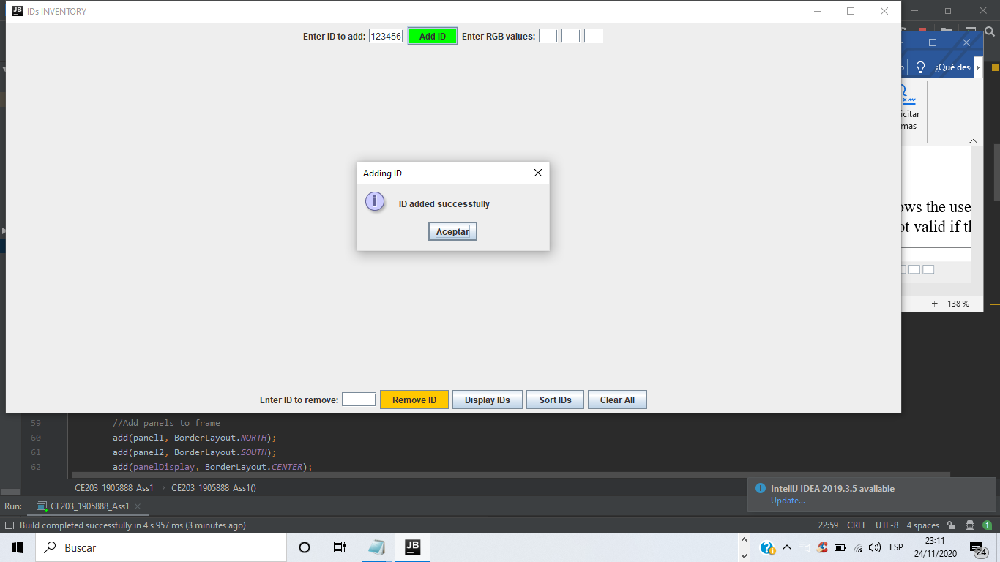 JB IDs INVENTORY
Enter ID to add: 123456 Add ID Enter RGB values:
¿Qué des
icitar
mas
Adding ID
ID added successfully
Aceptar
ows the use
ot valid if th
138 %
Enter ID to remove: Remove ID Display IDs Sort IDs Clear All
59 //Add panels to frame
60 add(panel1, BorderLayout.NORTH);
61 add(panel2, BorderLayout.SOUTH);
62 add(panelDisplay, BorderLayout.CENTER);
CE203_1905888_Ass1 CE203_1905888_Ass1()
IntelliJ IDEA 2019.3.5 available
Update...
Run: CE203_1905888_Ass1
Build completed successfully in 4 s 957 ms (3 minutes ago)
22:59 CRLF UTF-8 4 spaces 1
Buscar
JB
ESP
23:11
24/11/2020
24